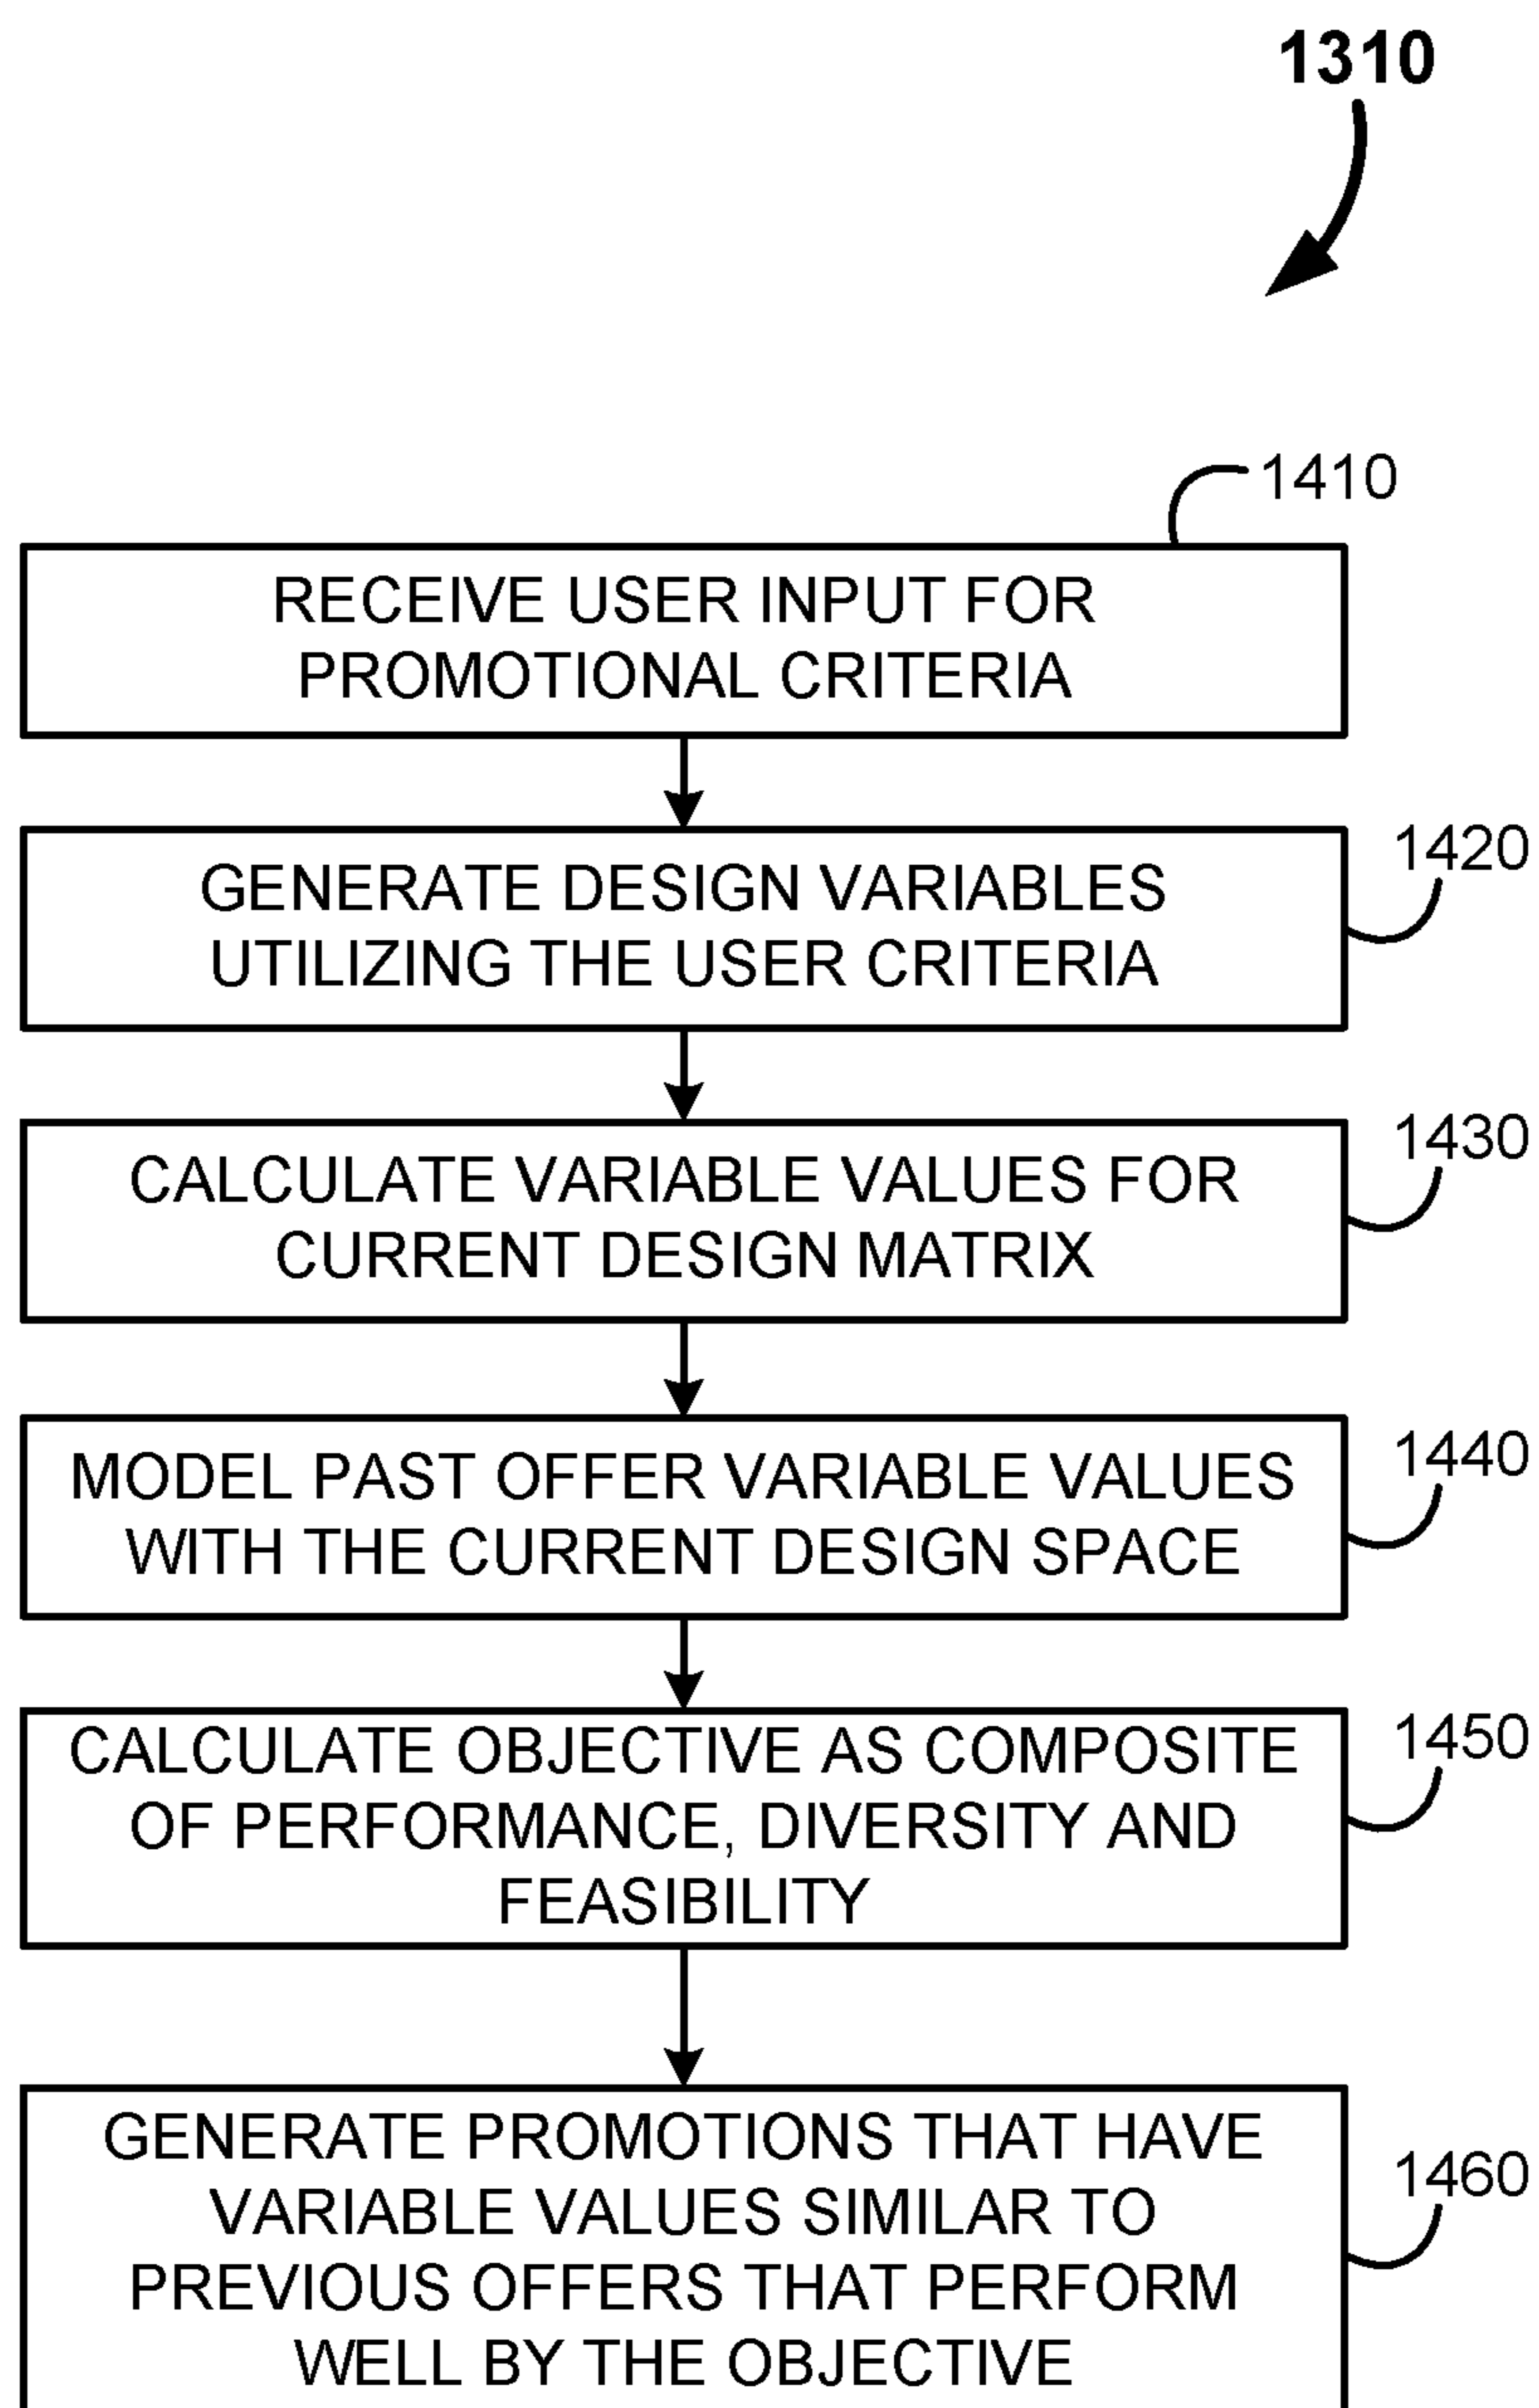 1310
1410
RECEIVE USER INPUT FOR
PROMOTIONAL CRITERIA
1420
GENERATE DESIGN VARIABLES
UTILIZING THE USER CRITERIA
1430
CALCULATE VARIABLE VALUES FOR
CURRENT DESIGN MATRIX
1440
MODEL PAST OFFER VARIABLE VALUES
WITH THE CURRENT DESIGN SPACE
1450
CALCULATE OBJECTIVE AS COMPOSITE
OF PERFORMANCE, DIVERSITY AND
FEASIBILITY
1460
GENERATE PROMOTIONS THAT HAVE
VARIABLE VALUES SIMILAR TO
PREVIOUS OFFERS THAT PERFORM
WELL BY THE OBJECTIVE